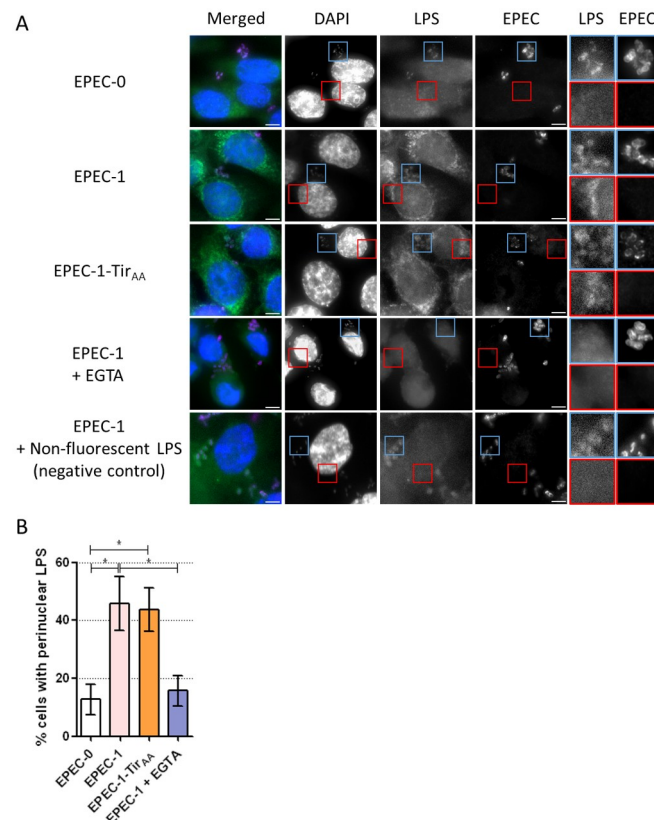 A
Merged DAPI LPS EPEC LPS EPEC
EPEC-0
EPEC-1
EPEC-1-TirAA
EPEC-1
+ EGTA
EPEC-1
+ Non-fluorescent LPS
(negative control)
B
% cells with perinuclear LPS
60
40
20
0
*
* *
EPEC-0
EPEC-1
EPEC-1-TirAA
EPEC-1 + EGTA